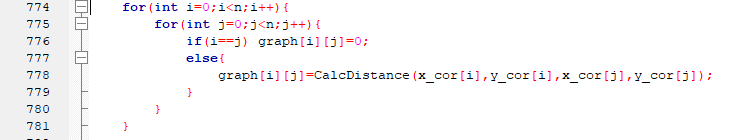 774 for(int i=0;i<n;i++){
775 for(int j=0;j<n;j++){
776 if(i==j) graph[i][j]=0;
777 else{
778 graph[i][j]=CalcDistance(x_cor[i],y_cor[i],x_cor[j],y_cor[j]);
779 }
780 }
781 }